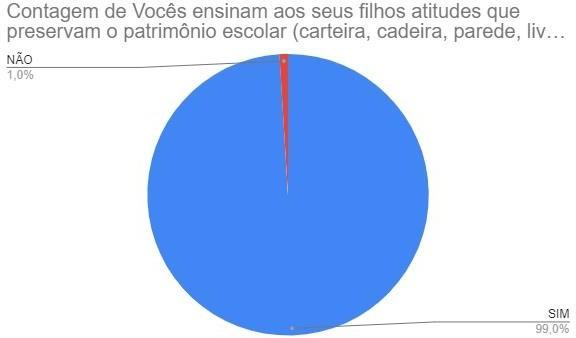 Contagem de Vocês ensinam aos seus filhos atitudes que
preservam o patrimônio escolar (carteira, cadeira, parede, liv…
NÃO
1,0%
SIM
99,0%